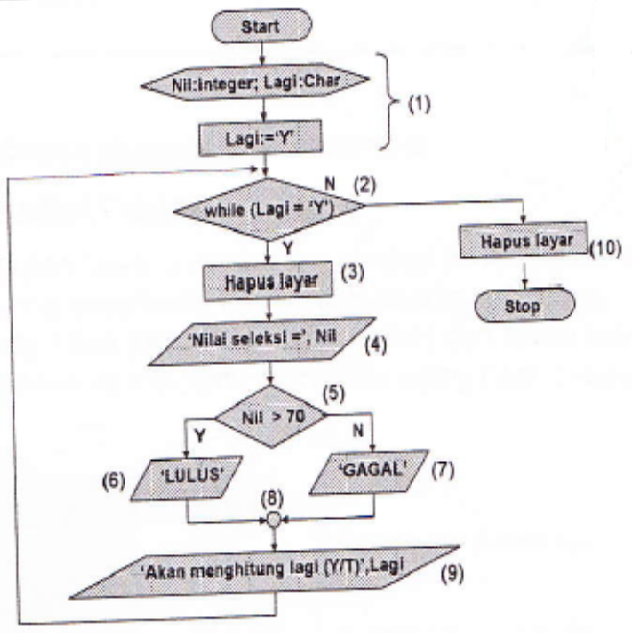 Start
Nil:integer; Lagi:Char
(1)
Lagi:='Y'
N (2)
while (Lagi = 'Y')
Y
Hapus layar (3)
Hapus layar (10)
Stop
'Nilai seleksi =', Nil (4)
(5)
Nil > 70
Y N
(6) 'LULUS' 'GAGAL' (7)
(8)
'Akan menghitung lagi (Y/T)',Lagi (9)